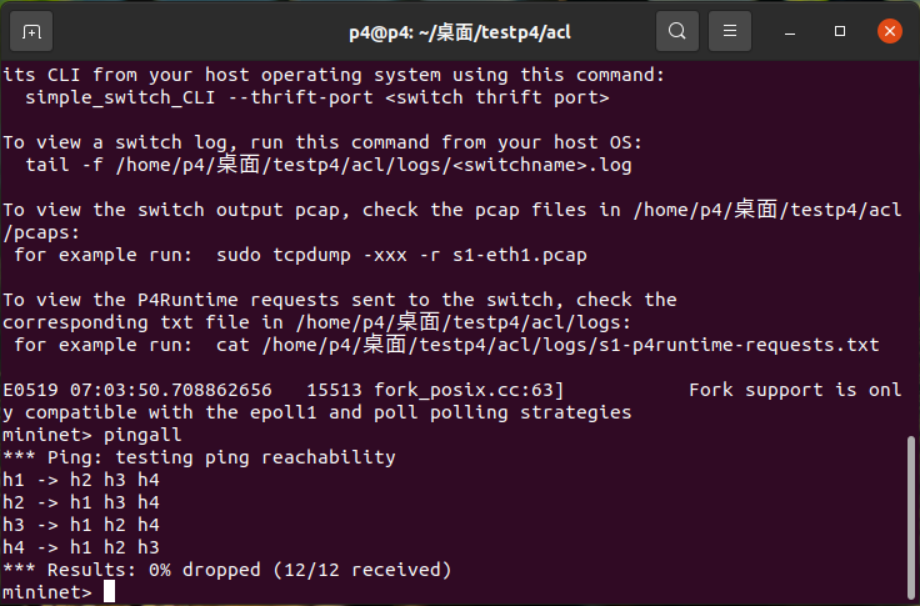 p4@p4: ~/桌面/testp4/acl
its CLI from your host operating system using this command:
  simple_switch_CLI --thrift-port <switch thrift port>
To view a switch log, run this command from your host OS:
  tail -f /home/p4/桌面/testp4/acl/logs/<switchname>.log
To view the switch output pcap, check the pcap files in /home/p4/桌面/testp4/acl
/pcaps:
 for example run:  sudo tcpdump -xxx -r s1-eth1.pcap
To view the P4Runtime requests sent to the switch, check the
corresponding txt file in /home/p4/桌面/testp4/acl/logs:
 for example run:  cat /home/p4/桌面/testp4/acl/logs/s1-p4runtime-requests.txt
E0519 07:03:50.708862656   15513 fork_posix.cc:63]           Fork support is onl
y compatible with the epoll1 and poll polling strategies
mininet> pingall
*** Ping: testing ping reachability
h1 -> h2 h3 h4
h2 -> h1 h3 h4
h3 -> h1 h2 h4
h4 -> h1 h2 h3
*** Results: 0% dropped (12/12 received)
mininet>